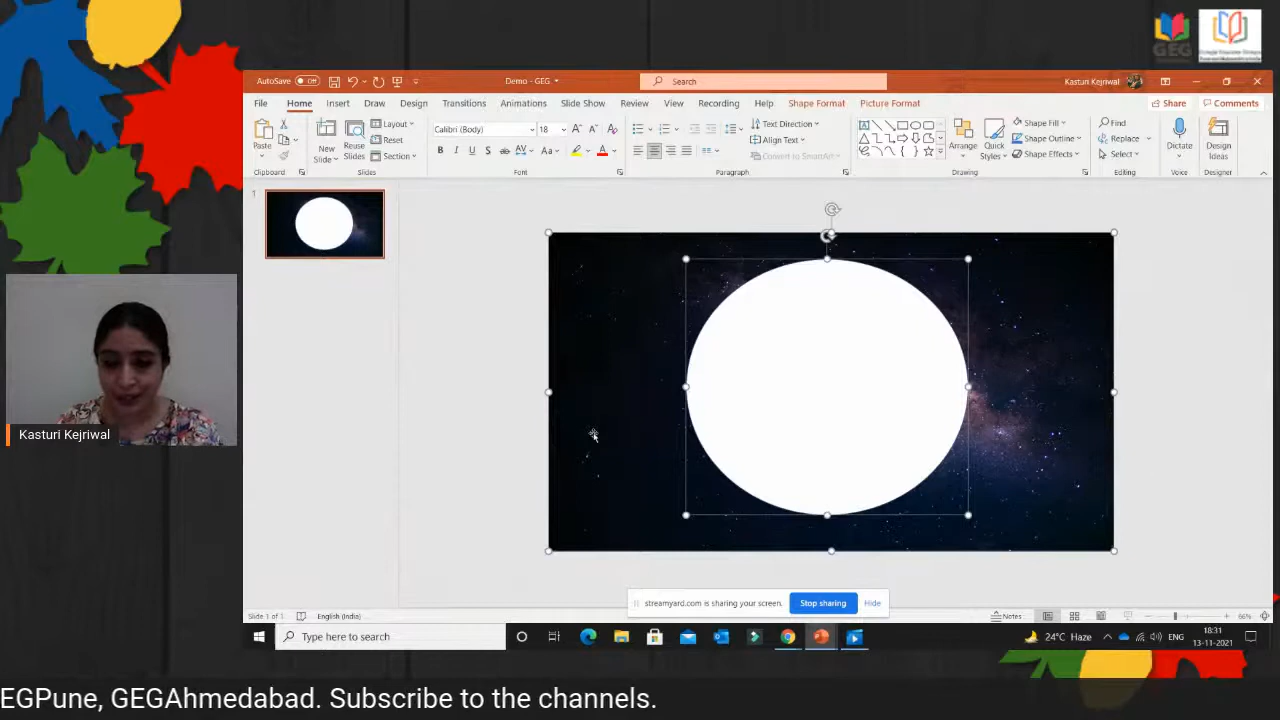 GEG
AutoSave Off
Demo - GEG
Search
Kasturi Kejriwal
File Home Insert Draw Design Transitions Animations Slide Show Review View Recording Help Shape Format Picture Format
Share Comments
Paste
New Slide
Reuse Slides
Layout
Reset
Section
Calibri (Body) 18
Text Direction
Align Text
Convert to SmartArt
Arrange
Quick Styles
Shape Fill
Shape Outline
Shape Effects
Find
Replace
Select
Dictate
Design Ideas
Clipboard Slides Font Paragraph Drawing Editing Voice Designer
1
Kasturi Kejriwal
streamyard.com is sharing your screen. Stop sharing Hide
Slide 1 of 1 English (India) Notes 66%
Type here to search
24°C Haze ENG
18:31
13-11-2021
EGPune, GEGAhmedabad. Subscribe to the channels.